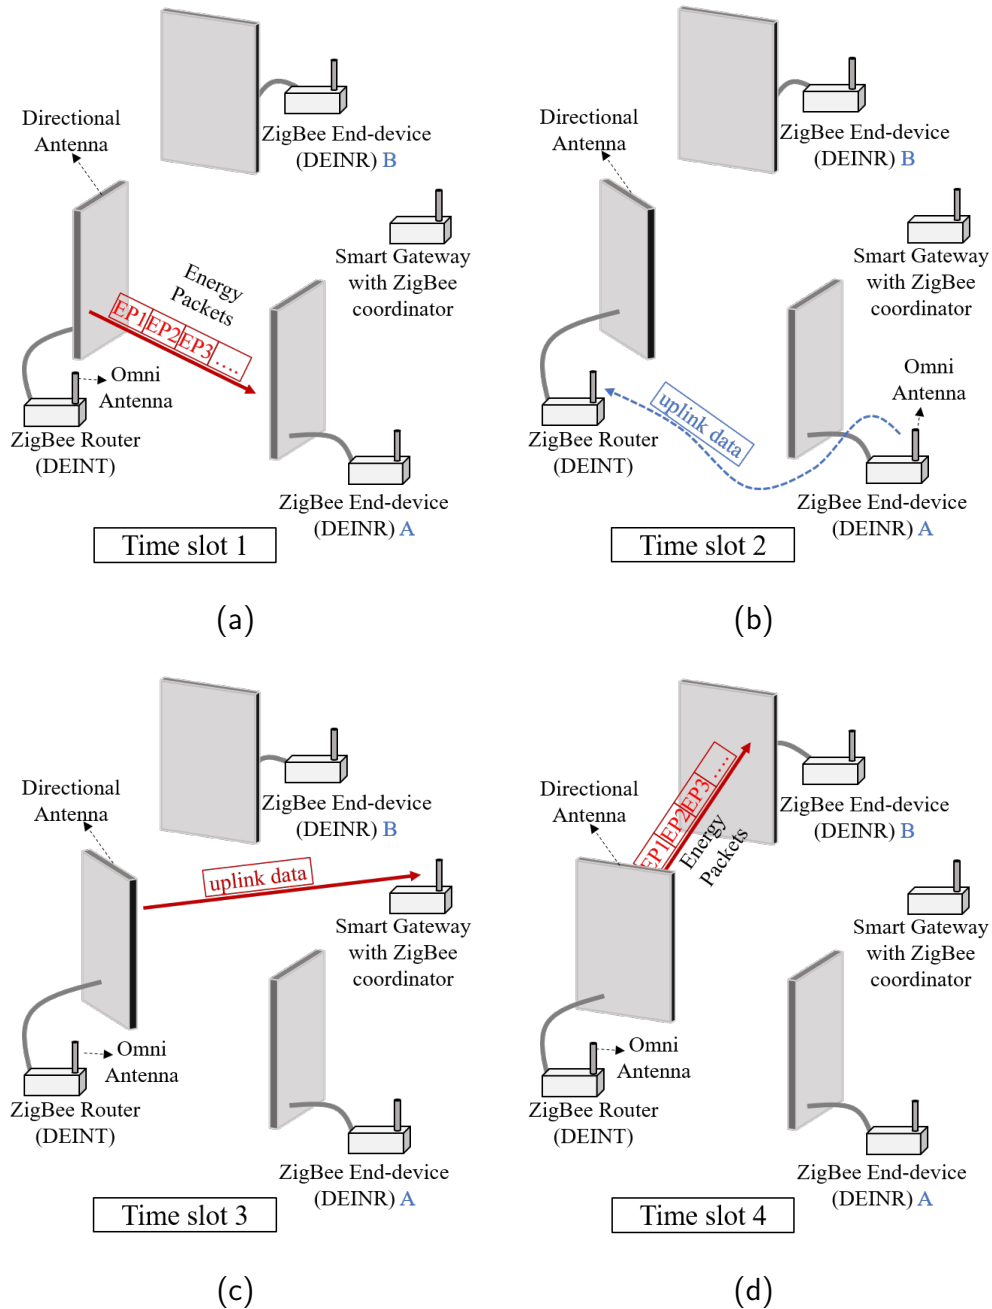 ZigBee End-device
(DEINR) B
Directional
Antenna
Smart Gateway
with ZigBee
coordinator
Energy
Packets
EP1 EP2 EP3 ....
Omni
Antenna
ZigBee Router
(DEINT)
ZigBee End-device
(DEINR) A
Time slot 1
(a)
ZigBee End-device
(DEINR) B
Directional
Antenna
Smart Gateway
with ZigBee
coordinator
Omni
Antenna
uplink data
ZigBee Router
(DEINT)
ZigBee End-device
(DEINR) A
Time slot 2
(b)
ZigBee End-device
(DEINR) B
Directional
Antenna
uplink data
Smart Gateway
with ZigBee
coordinator
Omni
Antenna
ZigBee Router
(DEINT)
ZigBee End-device
(DEINR) A
Time slot 3
(c)
EP1 EP2 EP3 ....
Energy
Packets
ZigBee End-device
(DEINR) B
Directional
Antenna
Smart Gateway
with ZigBee
coordinator
Omni
Antenna
ZigBee Router
(DEINT)
ZigBee End-device
(DEINR) A
Time slot 4
(d)